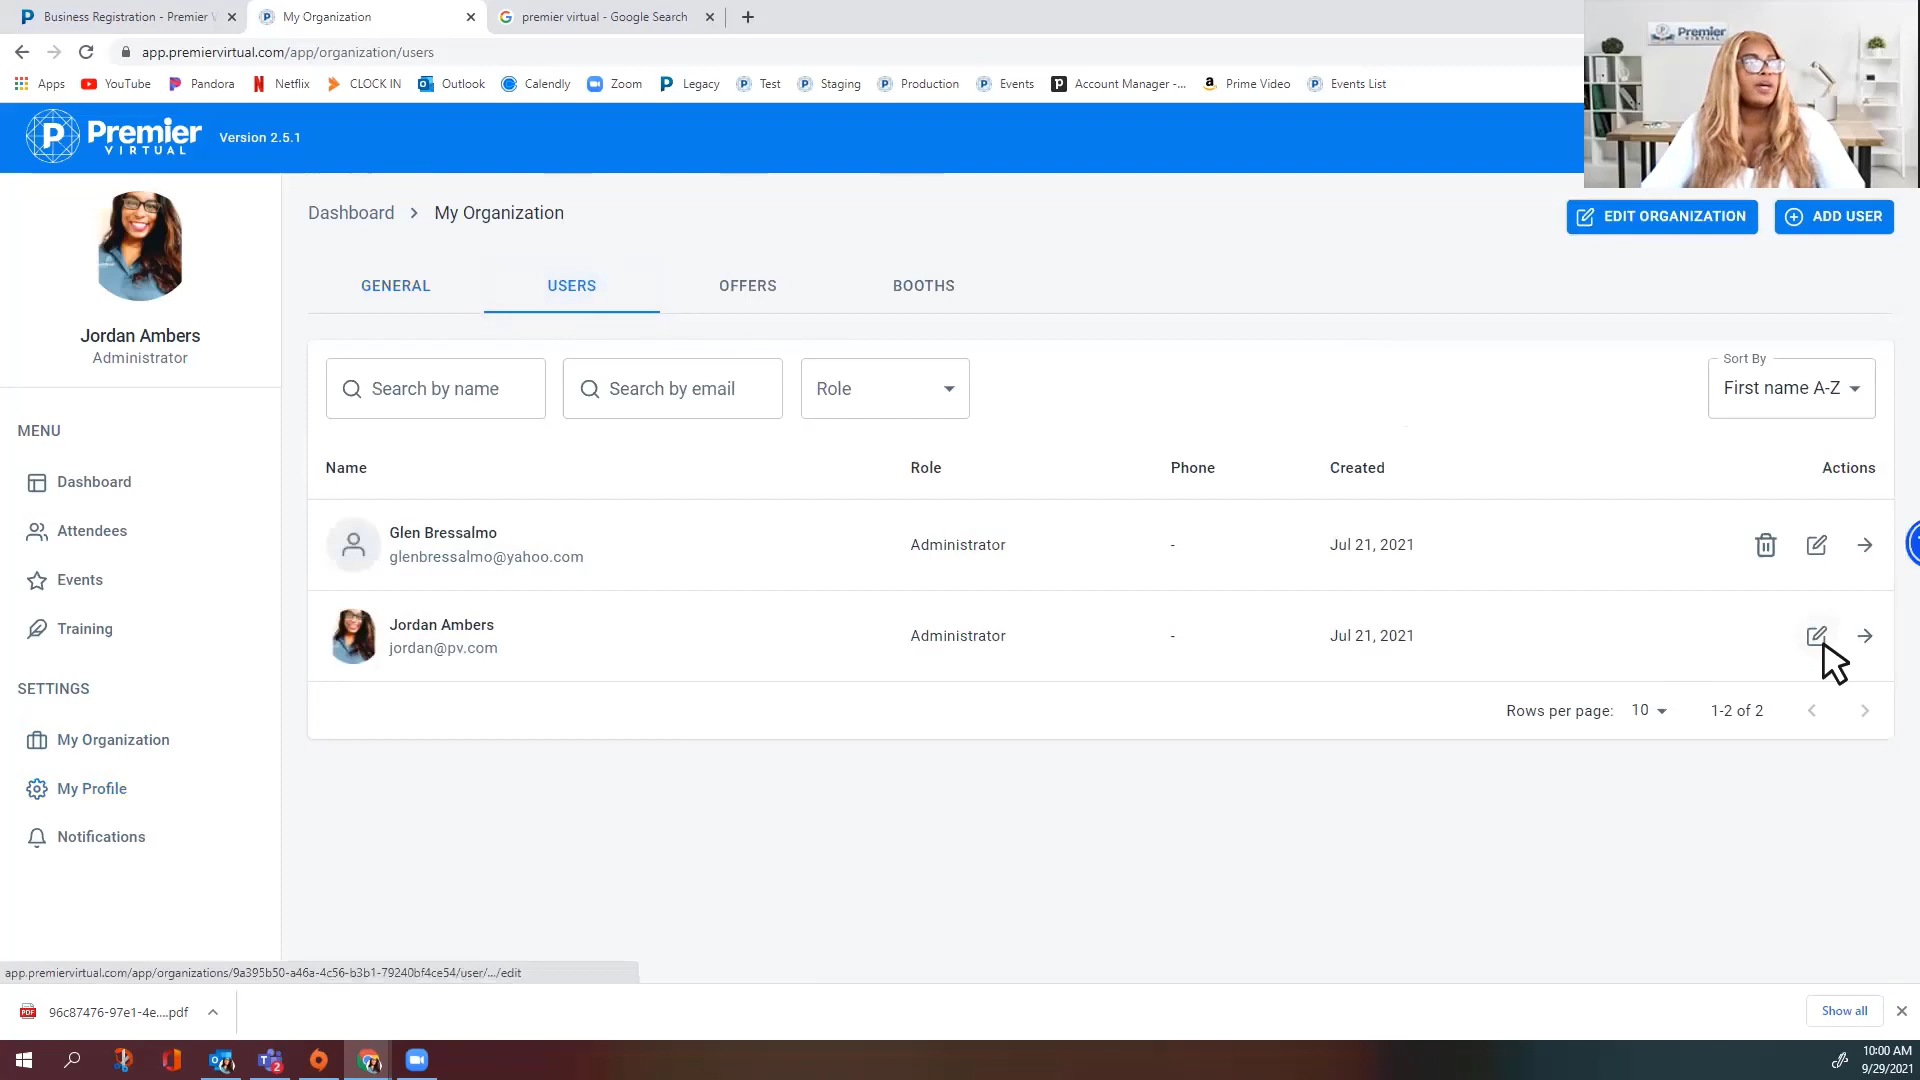 Business Registration - Premier V
My Organization
premier virtual - Google Search
app.premiervirtual.com/app/organization/users
Apps
YouTube
Pandora
Netflix
CLOCK IN
Outlook
Calendly
Zoom
Legacy
Test
Staging
Production
Events
Account Manager -...
Prime Video
Events List
Premier
VIRTUAL
Premier
VIRTUAL
Version 2.5.1
Jordan Ambers
Administrator
MENU
Dashboard
Attendees
Events
Training
SETTINGS
My Organization
My Profile
Notifications
Dashboard > My Organization
EDIT ORGANIZATION
ADD USER
GENERAL
USERS
OFFERS
BOOTHS
Search by name
Search by email
Role
Sort By
First name A-Z
Name Role Phone Created Actions
Glen Bressalmo
glenbressalmo@yahoo.com
Administrator - Jul 21, 2021
Jordan Ambers
jordan@pv.com
Administrator - Jul 21, 2021
Rows per page: 10 1-2 of 2
app.premiervirtual.com/app/organizations/9a395b50-a46a-4c56-b3b1-79240bf4ce54/user/.../edit
96c87476-97e1-4e....pdf
Show all
10:00 AM
9/29/2021